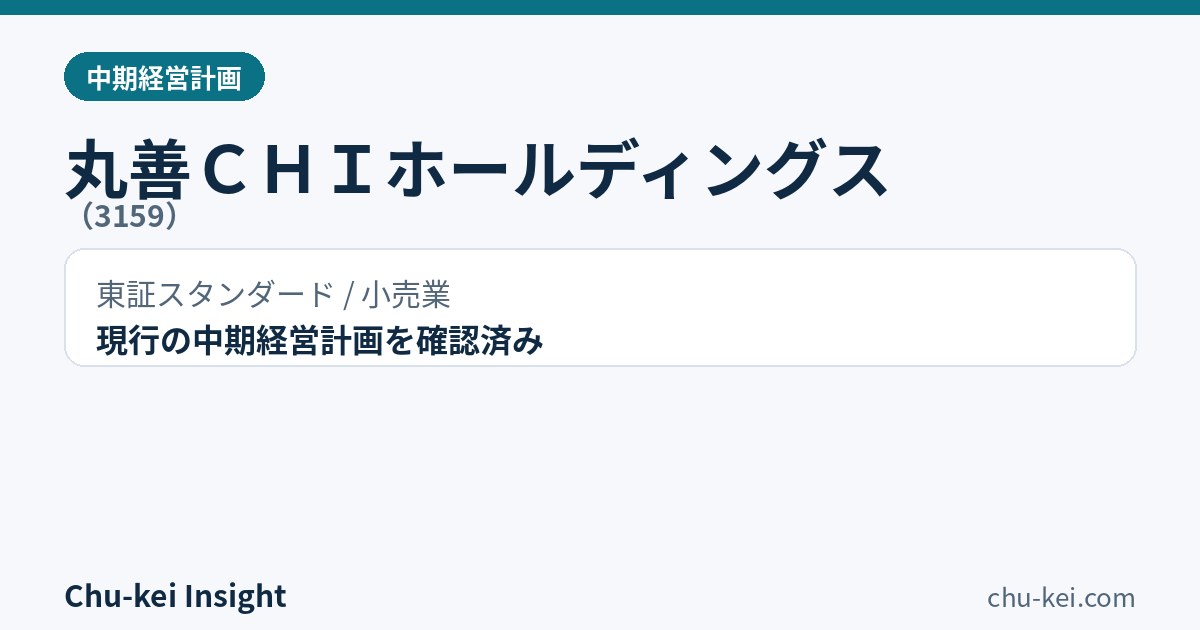 中期経営計画
丸善ＣＨＩホールディングス
（3159）
東証スタンダード / 小売業
現行の中期経営計画を確認済み
Chu-kei Insight
chu-kei.com